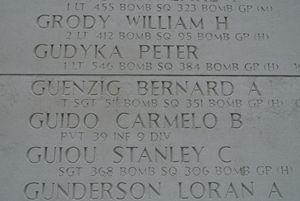 1 LT 455 BOMB SQ 323 BOMB GP (M)
GRODY WILLIAM H
2 LT 412 BOMB SQ 95 BOMB GP (H)
GUDYKA PETER
1 LT 546 BOMB SQ 384 BOMB GP (H)
GUENZIG BERNARD A
T SGT 511 BOMB SQ 351 BOMB GP (H)
GUIDO CARMELO B
PVT 39 INF 9 DIV
GUIOU STANLEY C
SGT 368 BOMB SQ 306 BOMB GP (H)
GUNDERSON LORAN A